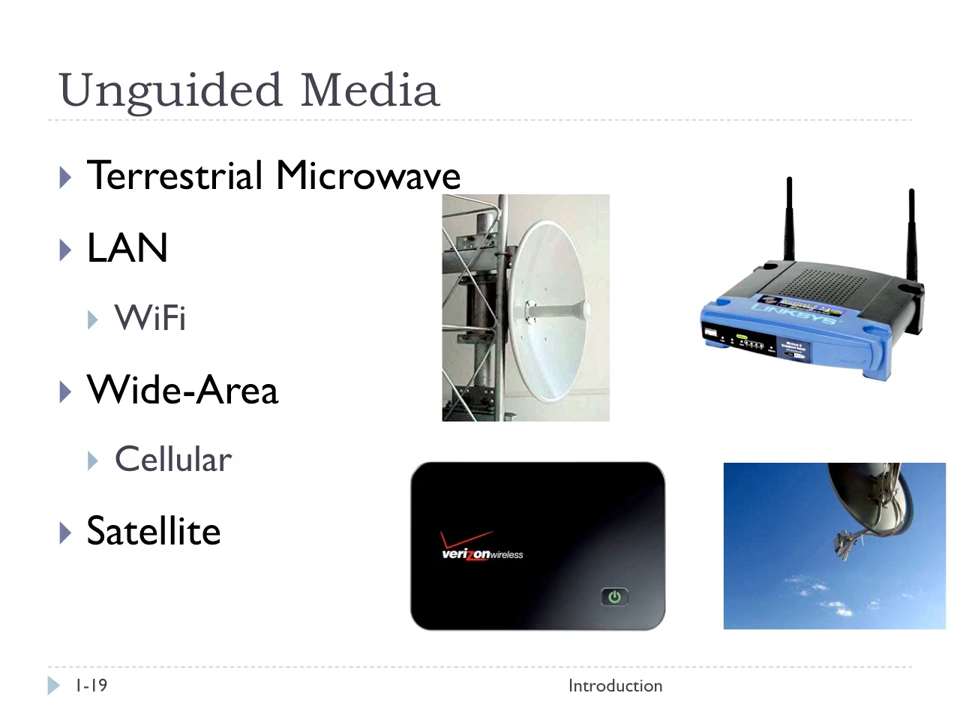 Unguided Media
Terrestrial Microwave
LAN
WiFi
Wide-Area
Cellular
Satellite
LINKSYS
verizonwireless
1-19
Introduction